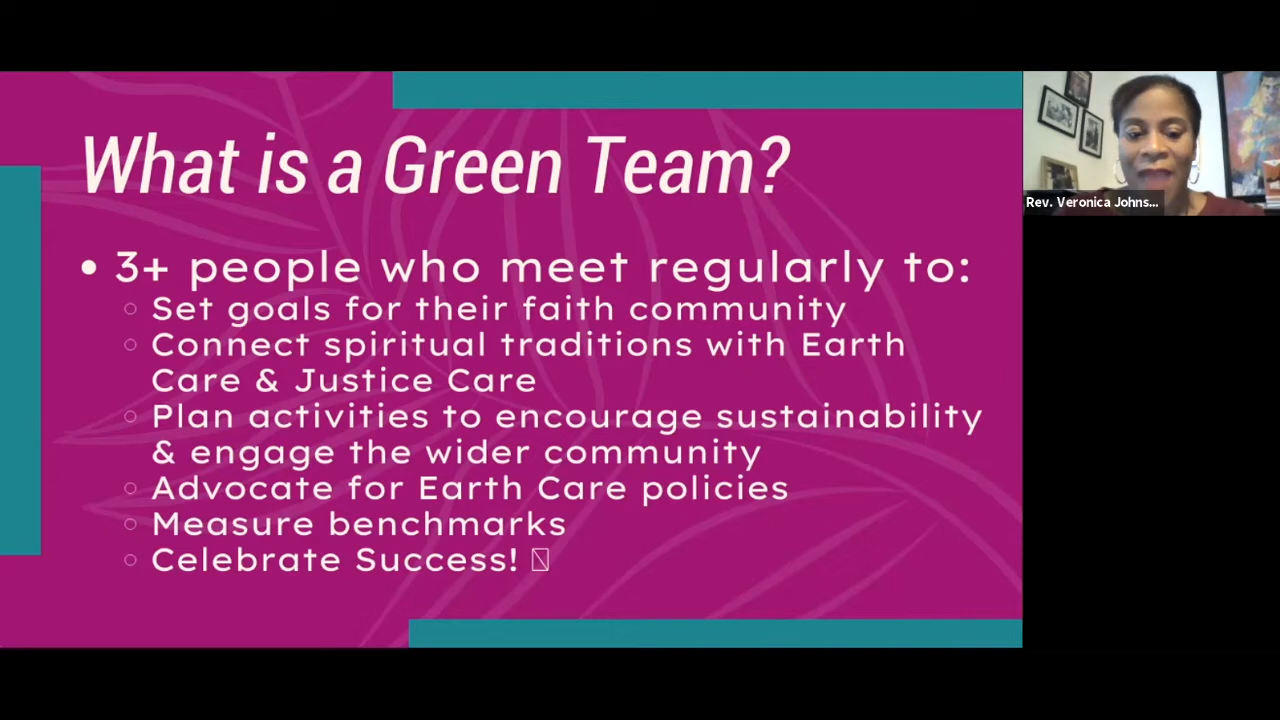 What is a Green Team?
• 3+ people who meet regularly to:
○ Set goals for their faith community
○ Connect spiritual traditions with Earth
Care & Justice Care
○ Plan activities to encourage sustainability
& engage the wider community
○ Advocate for Earth Care policies
○ Measure benchmarks
○ Celebrate Success!
Rev. Veronica Johns...